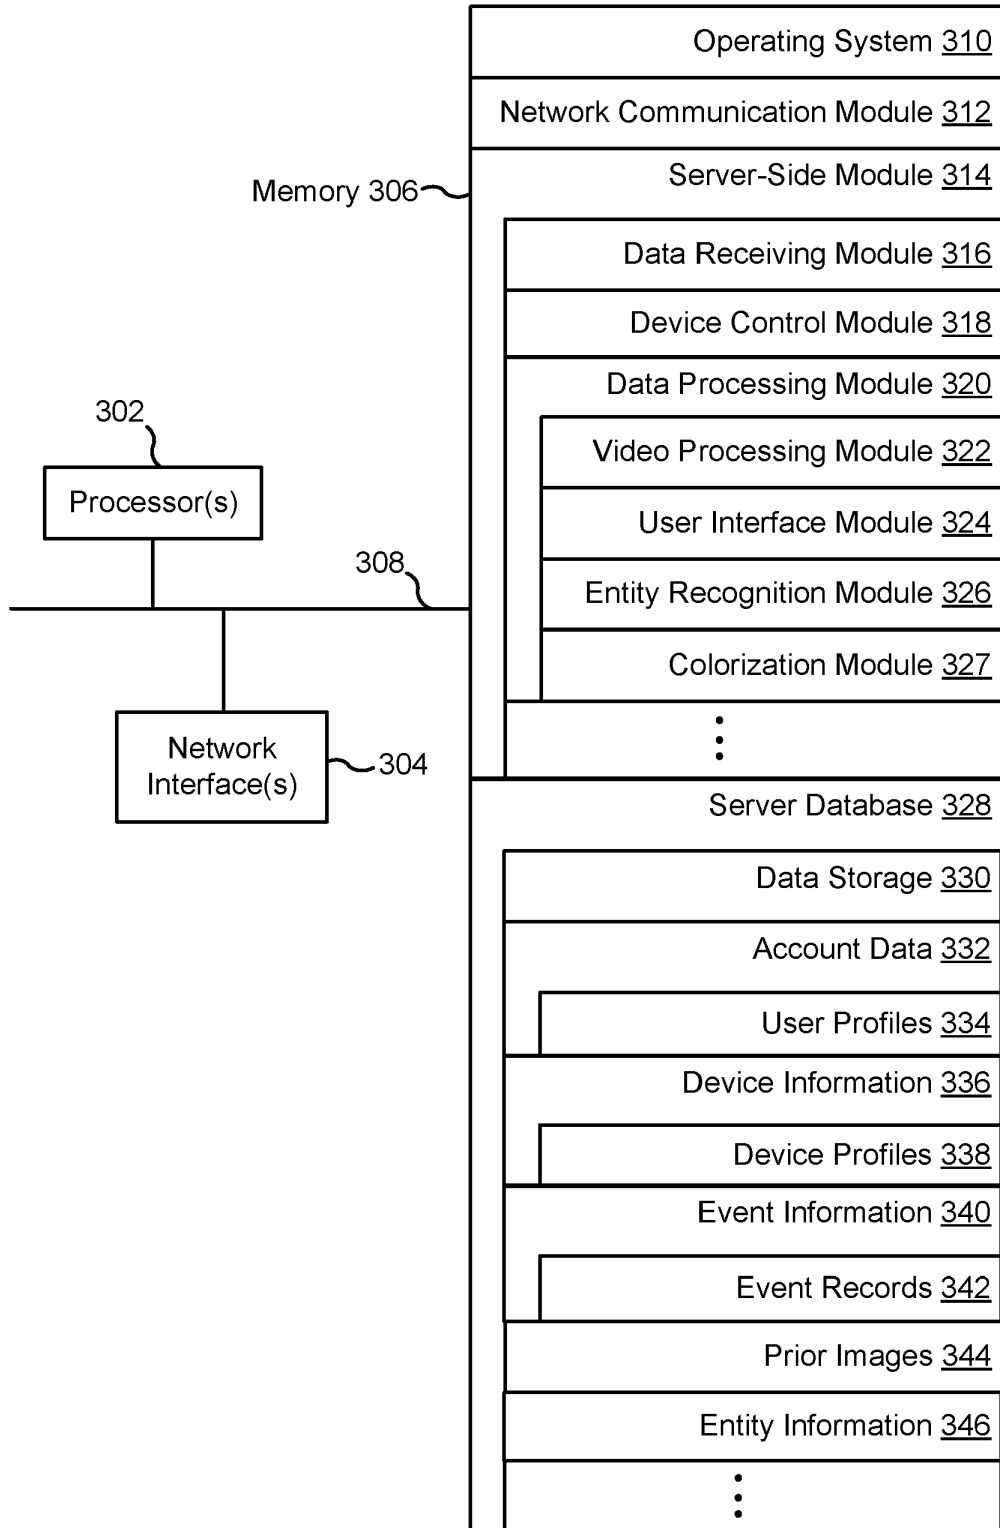 Operating System 310
Network Communication Module 312
Server-Side Module 314
Memory 306
Data Receiving Module 316
Device Control Module 318
Data Processing Module 320
302
Video Processing Module 322
Processor(s)
User Interface Module 324
308
Entity Recognition Module 326
Colorization Module 327
Network
Interface(s)
304
Server Database 328
Data Storage 330
Account Data 332
User Profiles 334
Device Information 336
Device Profiles 338
Event Information 340
Event Records 342
Prior Images 344
Entity Information 346